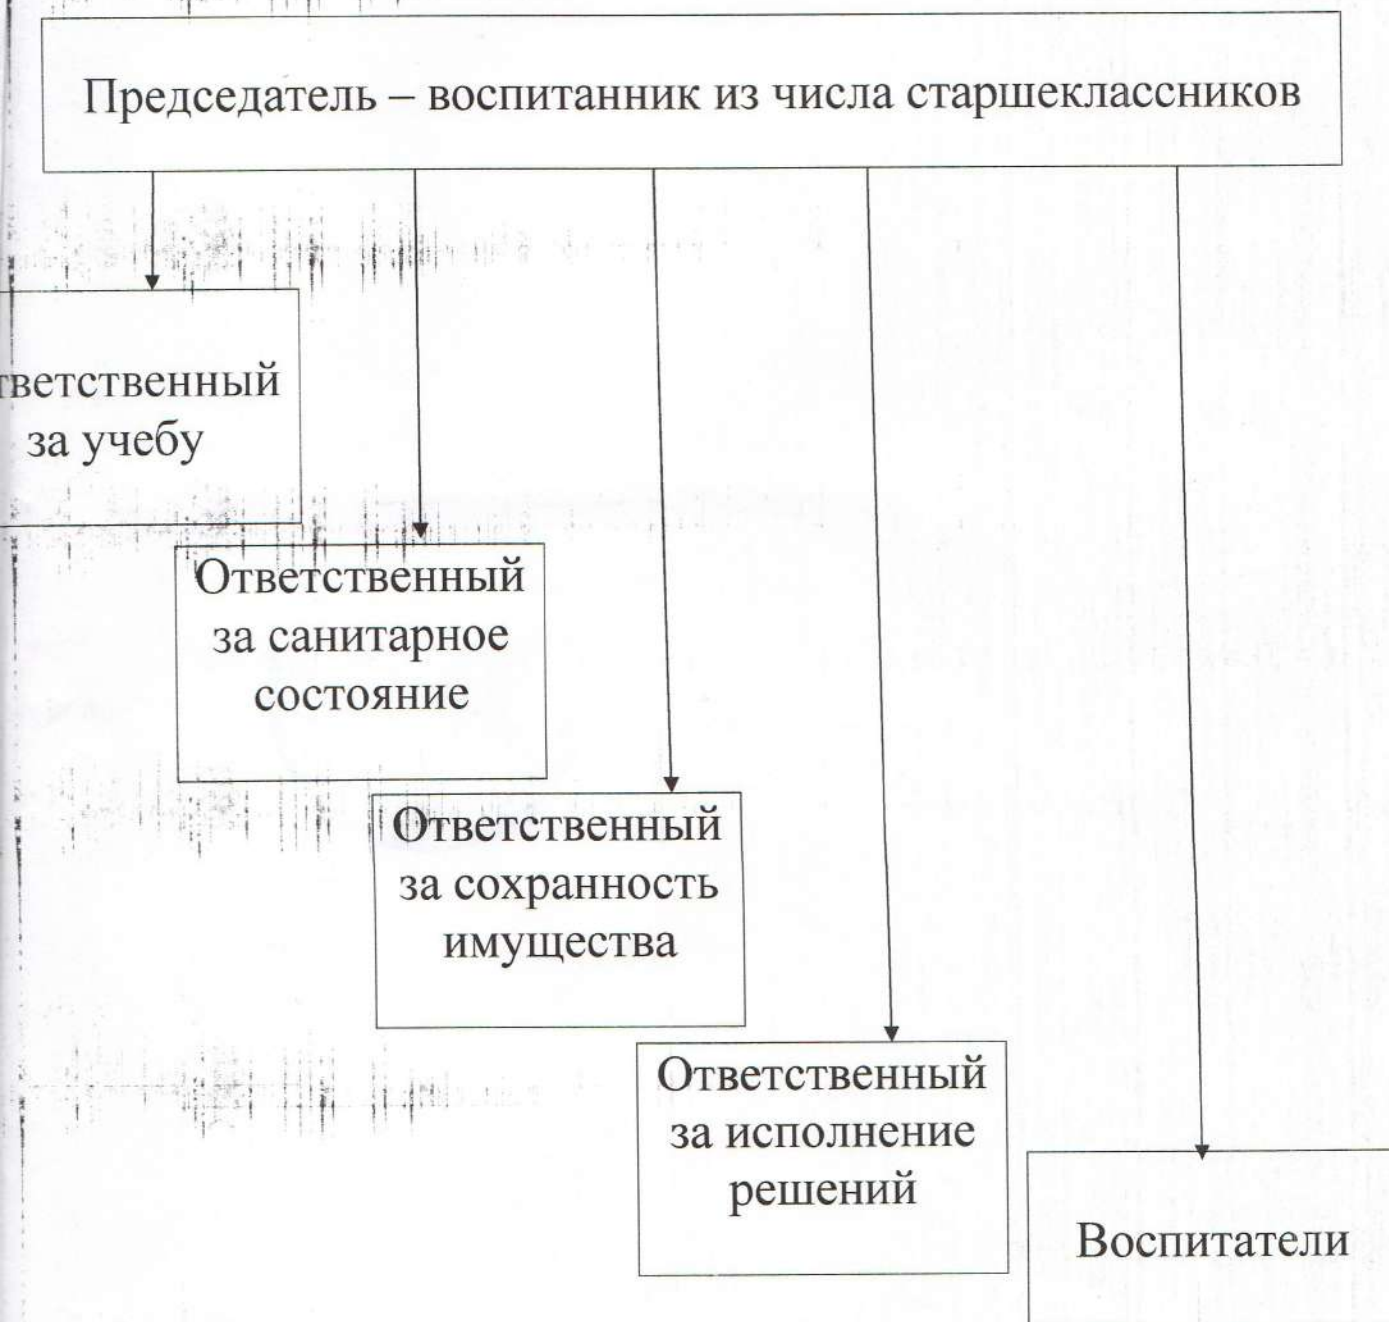 Председатель – воспитанник из числа старшеклассников
тветственный
за учебу
Ответственный
за санитарное
состояние
Ответственный
за сохранность
имущества
Ответственный
за исполнение
решений
Воспитатели